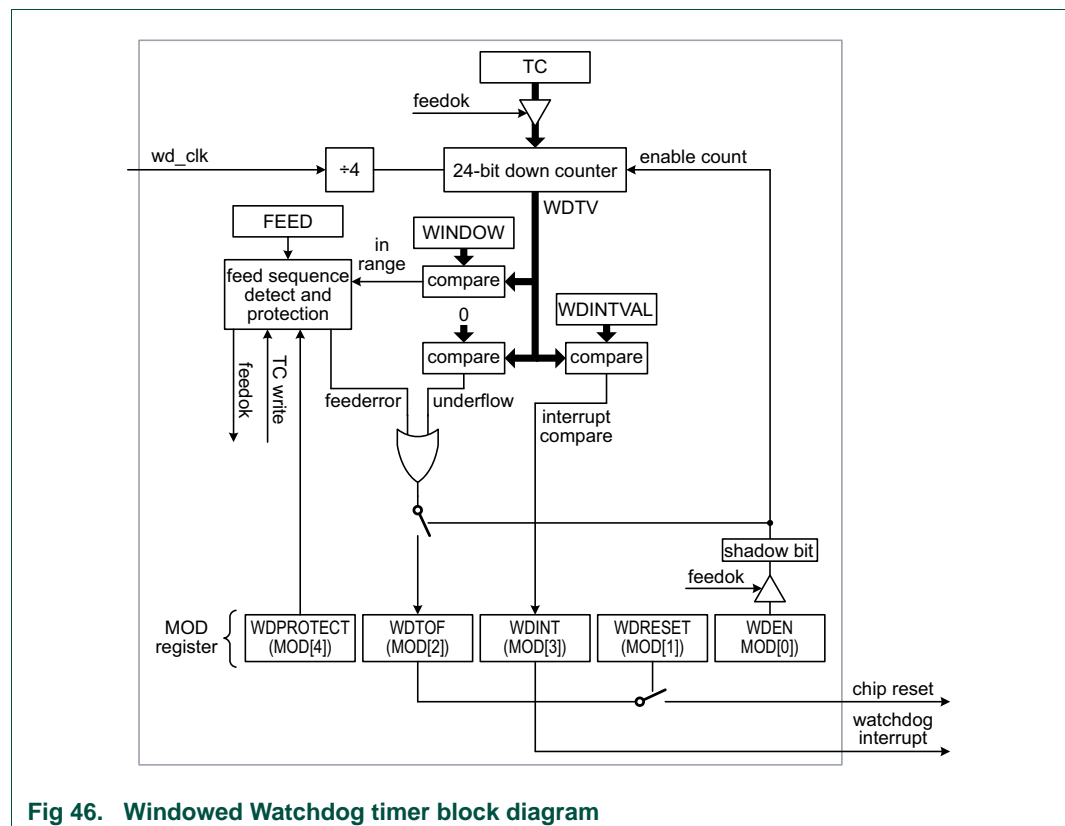 TC
feedok
wd_clk
÷4
24-bit down counter
enable count
WDTV
FEED
WINDOW
in
range
feed sequence
detect and
protection
compare
0
WDINTVAL
compare
compare
feedok
TC write
feederror
underflow
interrupt
compare
shadow bit
feedok
MOD
register
WDPROTECT
(MOD[4])
WDTOF
(MOD[2])
WDINT
(MOD[3])
WDRESET
(MOD[1])
WDEN
MOD[0])
chip reset
watchdog
interrupt
Fig 46. Windowed Watchdog timer block diagram